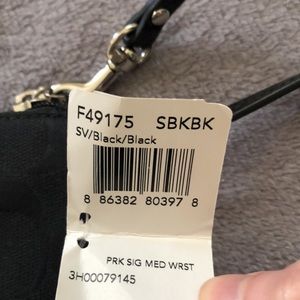 F49175 SBKBK
SV/Black/Black
8 86382 80397 8
PRK SIG MED WRST
3H00079145